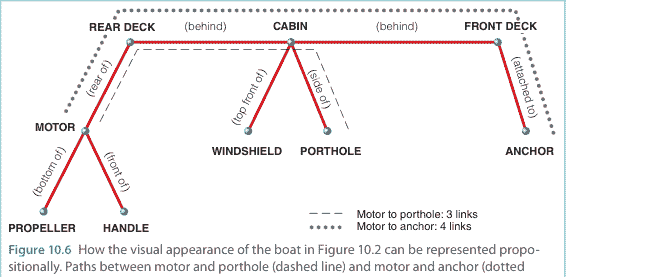 REAR DECK (behind) CABIN (behind) FRONT DECK
(rear of) (top front of) (side of) (attached to)
MOTOR
WINDSHIELD PORTHOLE ANCHOR
(bottom of) (front of)
PROPELLER HANDLE
Motor to porthole: 3 links
Motor to anchor: 4 links
Figure 10.6 How the visual appearance of the boat in Figure 10.2 can be represented propo-
sitionally. Paths between motor and porthole (dashed line) and motor and anchor (dotted